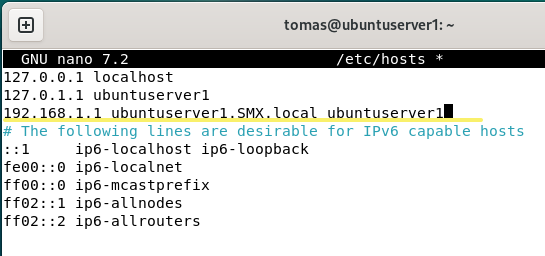 tomas@ubuntuserver1: ~
GNU nano 7.2 /etc/hosts *
127.0.0.1 localhost
127.0.1.1 ubuntuserver1
192.168.1.1 ubuntuserver1.SMX.local ubuntuserver1
# The following lines are desirable for IPv6 capable hosts
::1     ip6-localhost ip6-loopback
fe00::0 ip6-localnet
ff00::0 ip6-mcastprefix
ff02::1 ip6-allnodes
ff02::2 ip6-allrouters